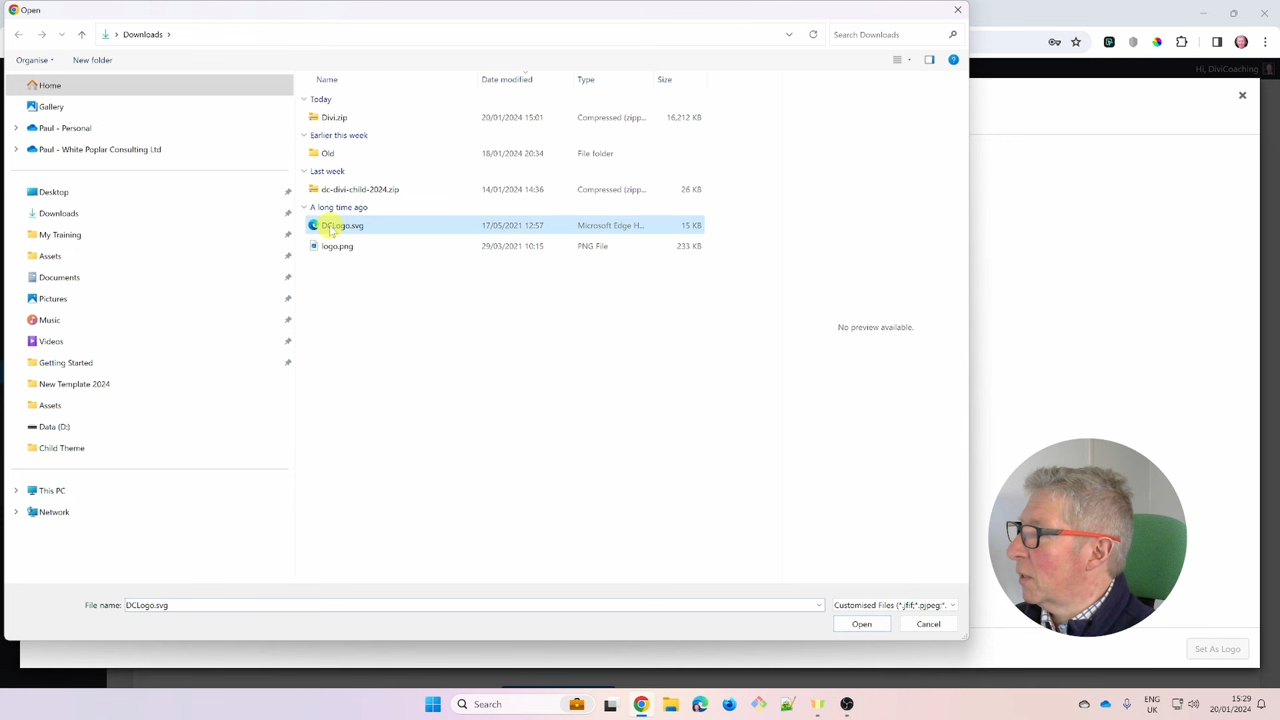 Open
Downloads
Search Downloads
Organise
New folder
Hi, DiviCoaching
Home
Gallery
Paul - Personal
Paul - White Poplar Consulting Ltd
Desktop
Downloads
My Training
Assets
Documents
Pictures
Music
Videos
Getting Started
New Template 2024
Assets
Data (D:)
Child Theme
This PC
Network
Name Date modified Type Size
Today
Divi.zip 20/01/2024 15:01 Compressed (zipp... 16,212 KB
Earlier this week
Old 18/01/2024 20:34 File folder
Last week
dc-divi-child-2024.zip 14/01/2024 14:36 Compressed (zipp... 26 KB
A long time ago
DCLogo.svg 17/05/2021 12:57 Microsoft Edge H... 15 KB
logo.png 29/03/2021 10:15 PNG File 233 KB
No preview available.
File name: DCLogo.svg
Customised Files (*.jfif;*.pjpeg;*.
Open Cancel
Set As Logo
Search
ENG
UK
15:29
20/01/2024